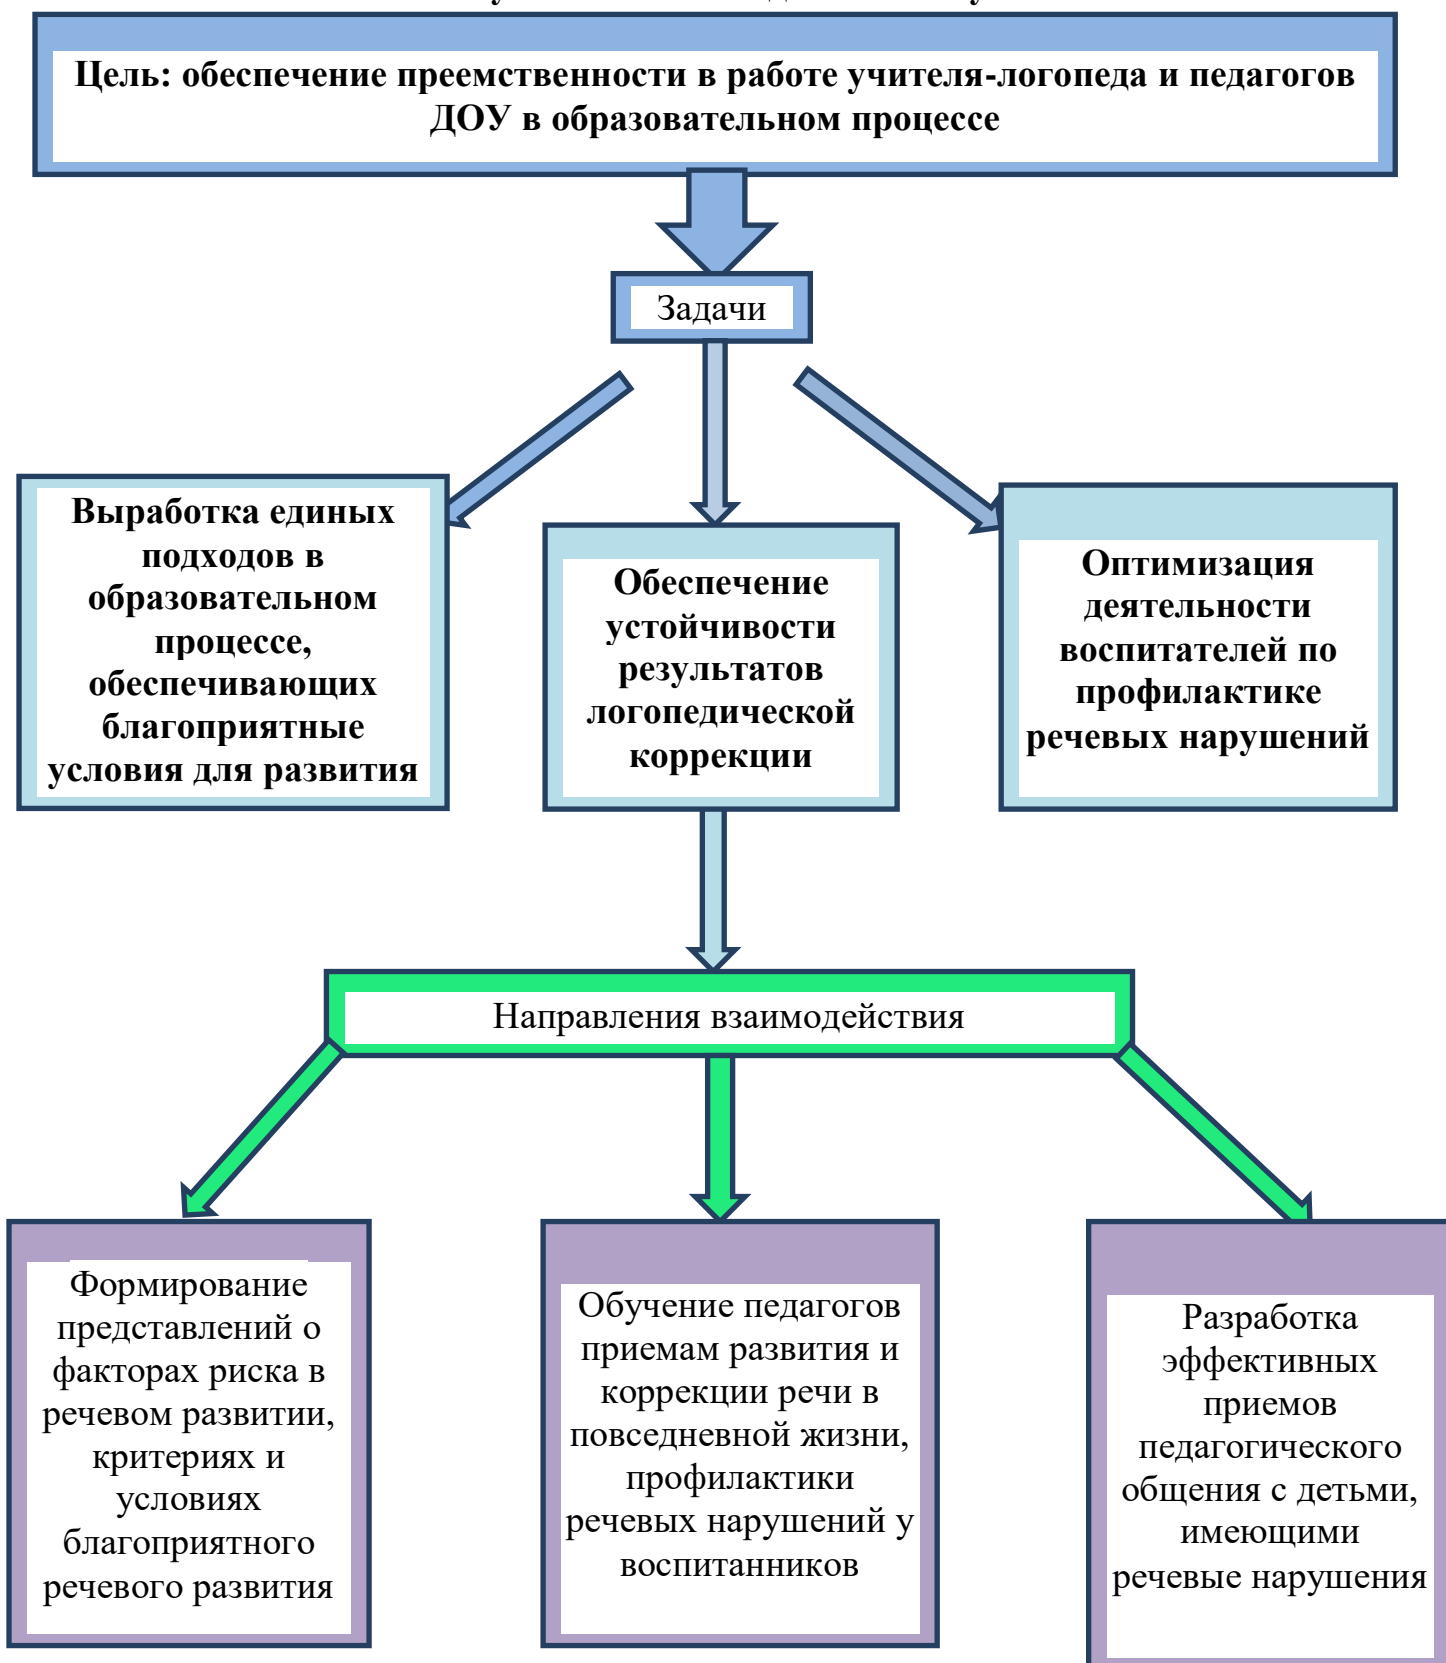 Цель: обеспечение преемственности в работе учителя-логопеда и педагогов
ДОУ в образовательном процессе
Задачи
Выработка единых
подходов в
образовательном
процессе,
обеспечивающих
благоприятные
условия для развития
Обеспечение
устойчивости
результатов
логопедической
коррекции
Оптимизация
деятельности
воспитателей по
профилактике
речевых нарушений
Направления взаимодействия
Формирование
представлений о
факторах риска в
речевом развитии,
критериях и
условиях
благоприятного
речевого развития
Обучение педагогов
приемам развития и
коррекции речи в
повседневной жизни,
профилактики
речевых нарушений у
воспитанников
Разработка
эффективных
приемов
педагогического
общения с детьми,
имеющими
речевые нарушения